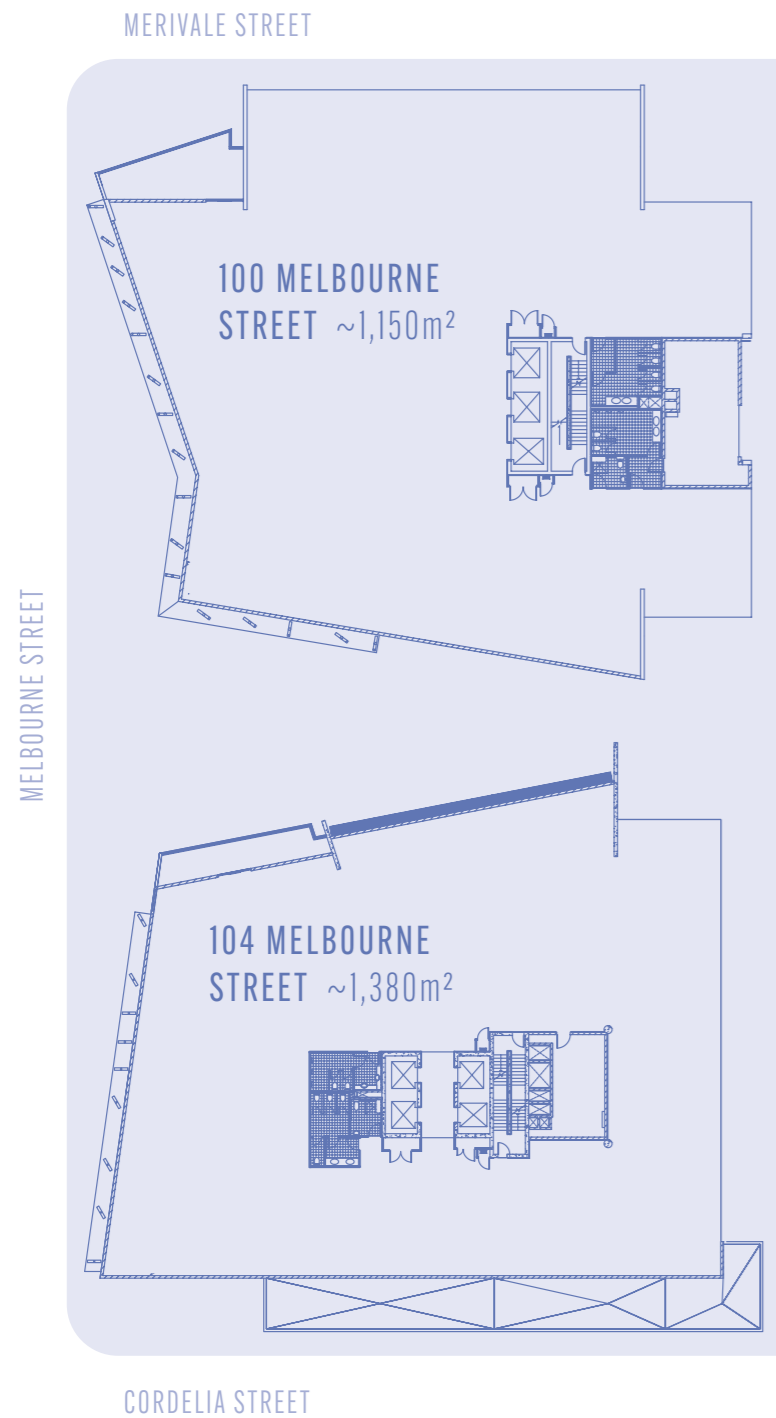 MERIVALE STREET
100 MELBOURNE
STREET ~1,150m²
MELBOURNE STREET
104 MELBOURNE
STREET ~1,380m²
CORDELIA STREET